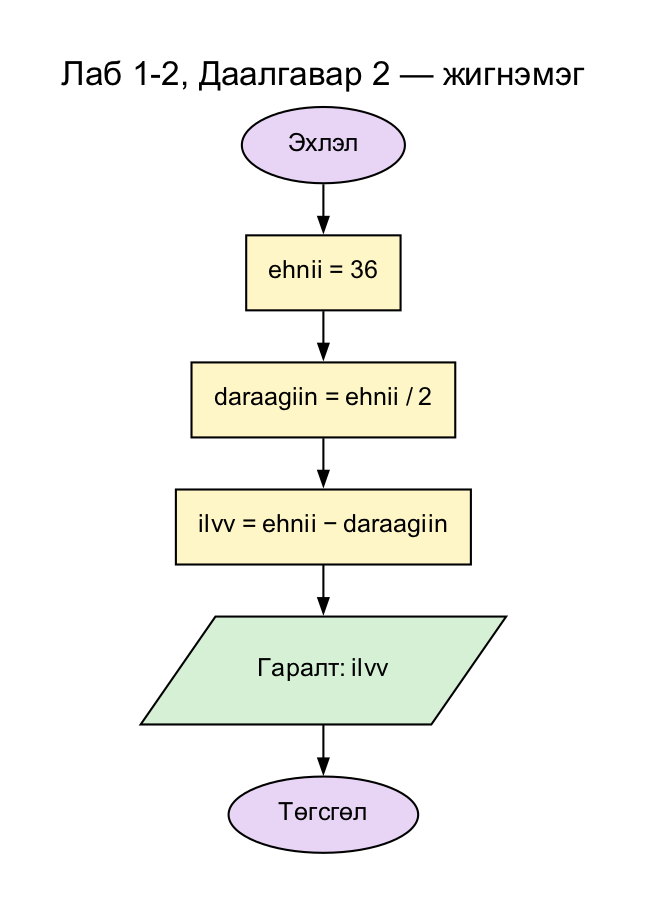 Лаб 1-2, Даалгавар 2 — жигнэмэг
Эхлэл
ehnii = 36
daraagiin = ehnii / 2
ilvv = ehnii − daraagiin
Гаралт: ilvv
Төгсгөл